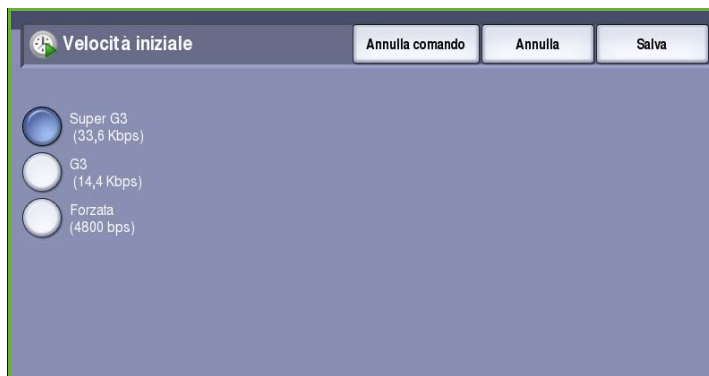 Velocità iniziale
Annulla comando
Annulla
Salva
Super G3
(33,6 Kbps)
G3
(14,4 Kbps)
Forzata
(4800 bps)